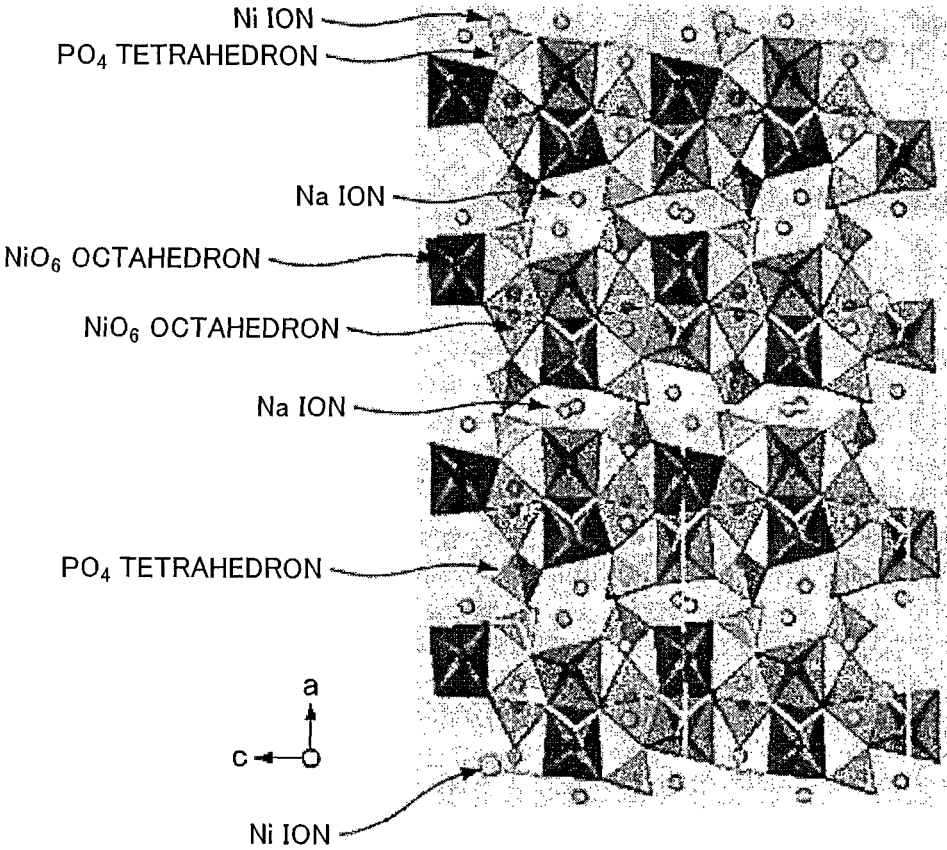 Ni ION
PO₄ TETRAHEDRON
Na ION
NiO₆ OCTAHEDRON
NiO₆ OCTAHEDRON
Na ION
PO₄ TETRAHEDRON
a
c
Ni ION